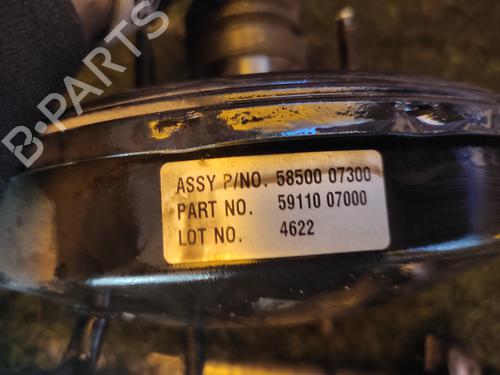 B-PARTS
ASSY P/NO. 58500 07300
PART NO. 59110 07000
LOT NO. 4622